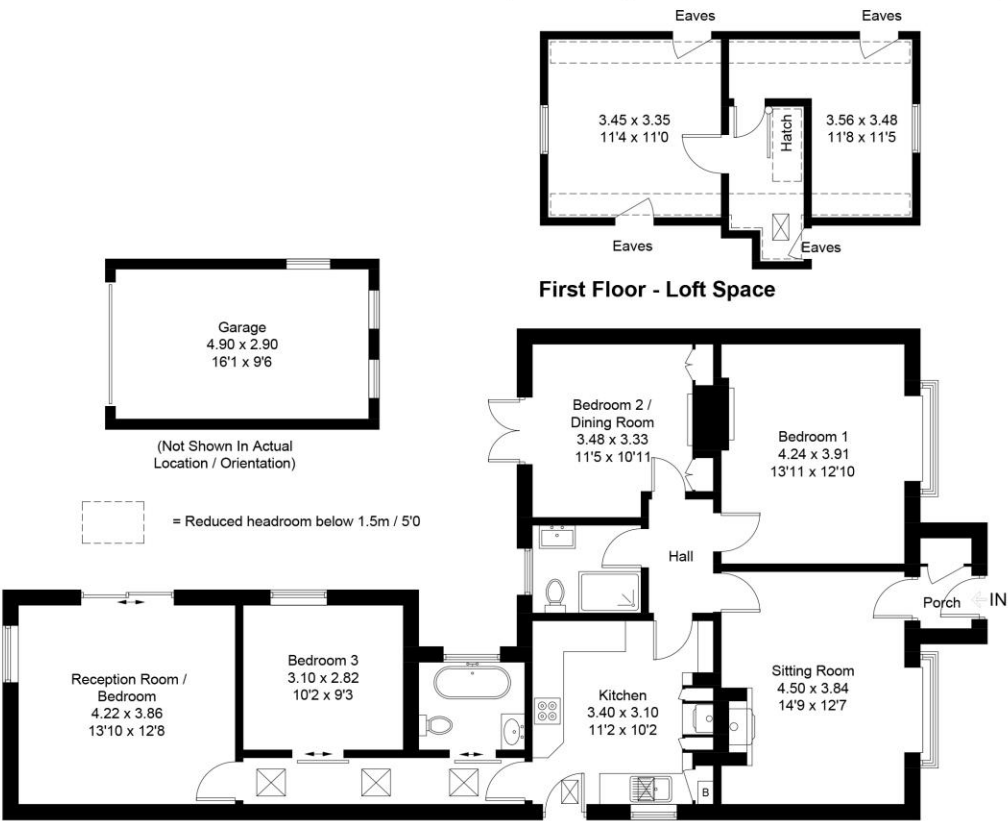 Eaves
Eaves
3.45 x 3.35
11'4 x 11'0
Hatch
3.56 x 3.48
11'8 x 11'5
Eaves
Eaves
First Floor - Loft Space
Garage
4.90 x 2.90
16'1 x 9'6
(Not Shown In Actual
Location / Orientation)
= Reduced headroom below 1.5m / 5'0
Bedroom 2 /
Dining Room
3.48 x 3.33
11'5 x 10'11
Bedroom 1
4.24 x 3.91
13'11 x 12'10
Hall
Porch
IN
Reception Room /
Bedroom
4.22 x 3.86
13'10 x 12'8
Bedroom 3
3.10 x 2.82
10'2 x 9'3
Kitchen
3.40 x 3.10
11'2 x 10'2
Sitting Room
4.50 x 3.84
14'9 x 12'7
B